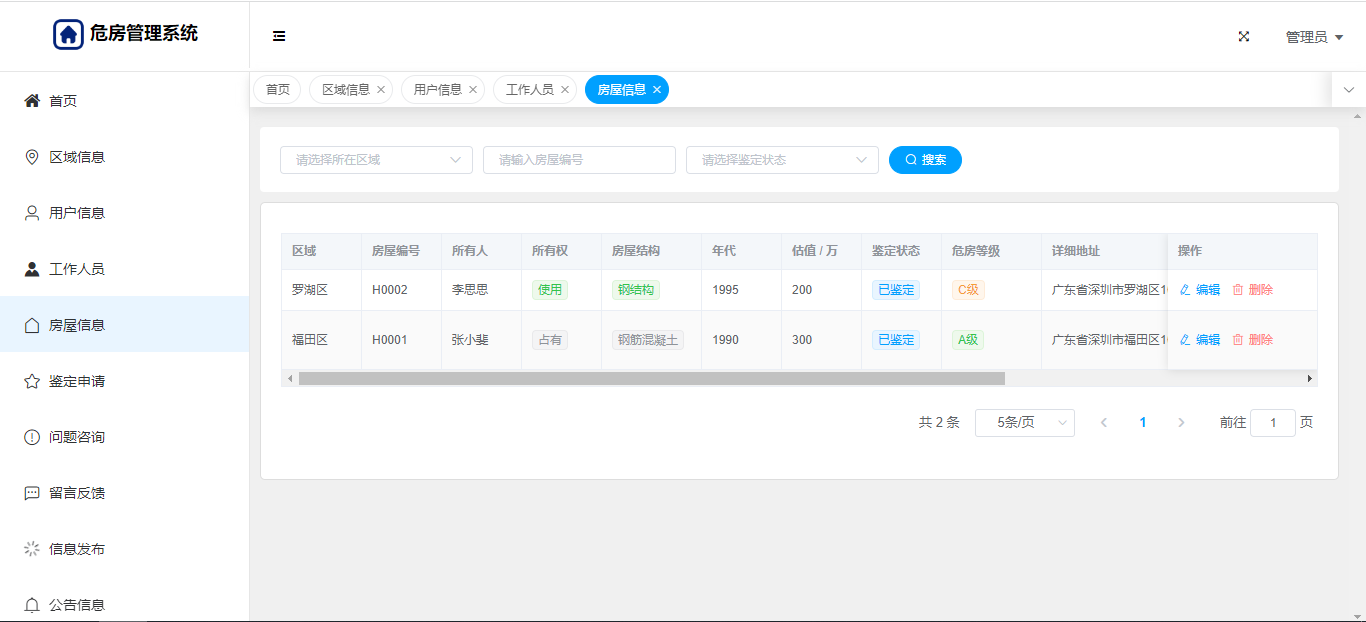 危房管理系统
管理员
首页
区域信息
用户信息
工作人员
房屋信息
鉴定申请
问题咨询
留言反馈
信息发布
公告信息
首页 区域信息 用户信息 工作人员 房屋信息
请选择所在区域 请输入房屋编号 请选择鉴定状态 搜索
区域 房屋编号 所有人 所有权 房屋结构 年代 估值 / 万 鉴定状态 危房等级 详细地址 操作
罗湖区 H0002 李思思 使用 钢结构 1995 200 已鉴定 C级 广东省深圳市罗湖区1 编辑 删除
福田区 H0001 张小斐 占有 钢筋混凝土 1990 300 已鉴定 A级 广东省深圳市福田区1 编辑 删除
共 2 条 5条/页 1 前往 1 页